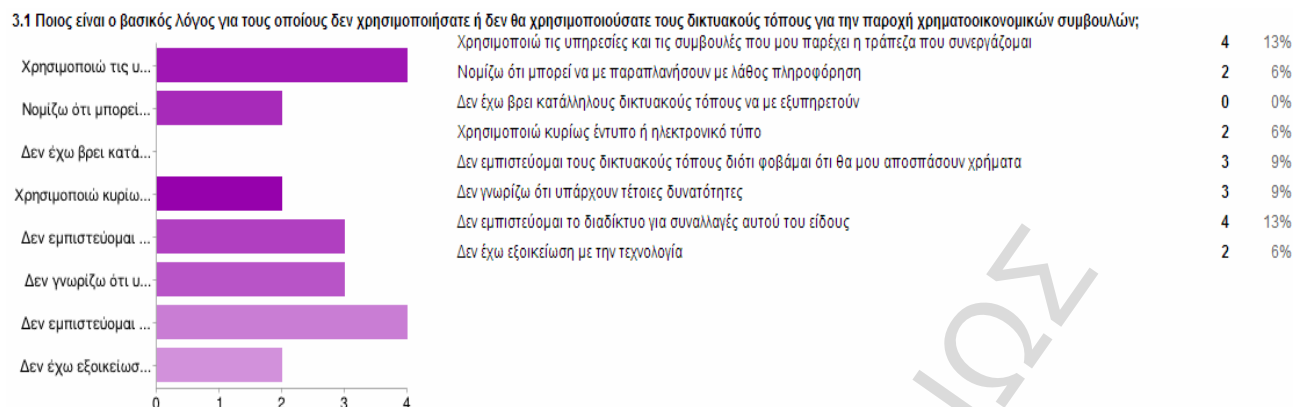 3.1 Ποιος είναι ο βασικός λόγος για τους οποίους δεν χρησιμοποιήσατε ή δεν θα χρησιμοποιούσατε τους δικτυακούς τόπους για την παροχή χρηματοοικονομικών συμβουλών;
Χρησιμοποιώ τις υ...
Νομίζω ότι μπορεί...
Δεν έχω βρει κατά...
Χρησιμοποιώ κυρίω...
Δεν εμπιστεύομαι ...
Δεν γνωρίζω ότι υ...
Δεν εμπιστεύομαι ...
Δεν έχω εξοικείωσ...
0 1 2 3 4
Χρησιμοποιώ τις υπηρεσίες και τις συμβουλές που μου παρέχει η τράπεζα που συνεργάζομαι 4 13%
Νομίζω ότι μπορεί να με παραπλανήσουν με λάθος πληροφόρηση 2 6%
Δεν έχω βρει κατάλληλους δικτυακούς τόπους να με εξυπηρετούν 0 0%
Χρησιμοποιώ κυρίως έντυπο ή ηλεκτρονικό τύπο 2 6%
Δεν εμπιστεύομαι τους δικτυακούς τόπους διότι φοβάμαι ότι θα μου αποσπάσουν χρήματα 3 9%
Δεν γνωρίζω ότι υπάρχουν τέτοιες δυνατότητες 3 9%
Δεν εμπιστεύομαι το διαδίκτυο για συναλλαγές αυτού του είδους 4 13%
Δεν έχω εξοικείωση με την τεχνολογία 2 6%